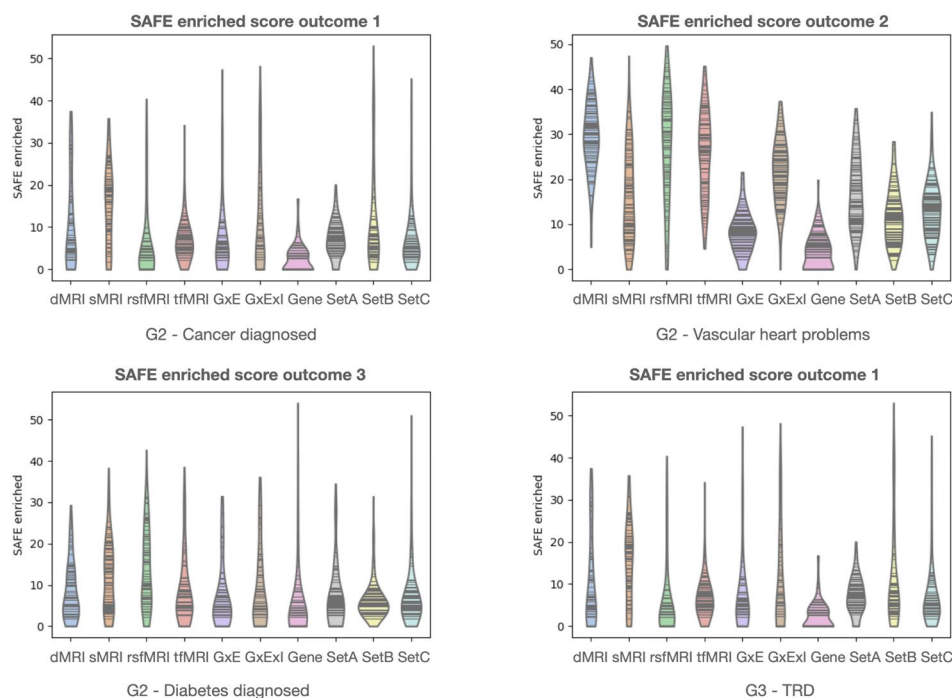 SAFE enriched score outcome 1
SAFE enriched
50
40
30
20
10
0
dMRI sMRI rsfMRI tfMRI GxE GxExI Gene SetA SetB SetC
G2 - Cancer diagnosed
SAFE enriched score outcome 2
SAFE enriched
50
40
30
20
10
0
dMRI sMRI rsfMRI tfMRI GxE GxExI Gene SetA SetB SetC
G2 - Vascular heart problems
SAFE enriched score outcome 3
SAFE enriched
50
40
30
20
10
0
dMRI sMRI rsfMRI tfMRI GxE GxExI Gene SetA SetB SetC
G2 - Diabetes diagnosed
SAFE enriched score outcome 1
SAFE enriched
50
40
30
20
10
0
dMRI sMRI rsfMRI tfMRI GxE GxExI Gene SetA SetB SetC
G3 - TRD